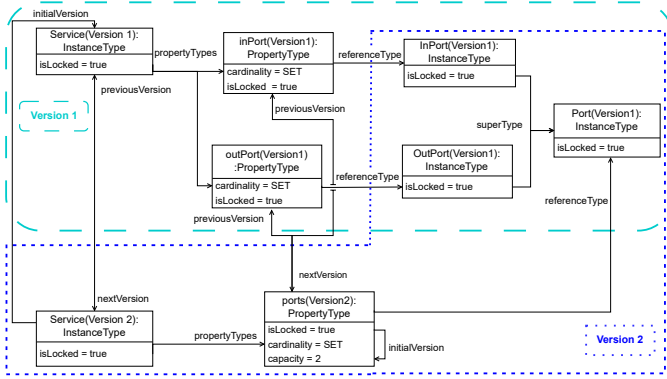 initialVersion
Service(Version 1):
InstanceType
isLocked = true
propertyTypes
inPort(Version1):
PropertyType
cardinality = SET
isLocked = true
referenceType
InPort(Version1):
InstanceType
isLocked = true
previousVersion
Version 1
superType
Port(Version1):
InstanceType
isLocked = true
outPort(Version1)
:PropertyType
cardinality = SET
isLocked = true
referenceType
OutPort(Version1):
InstanceType
isLocked = true
previousVersion
referenceType
nextVersion
nextVersion
Service(Version 2):
InstanceType
isLocked = true
propertyTypes
ports(Version2):
PropertyType
isLocked = true
cardinality = SET
capacity = 2
initialVersion
Version 2